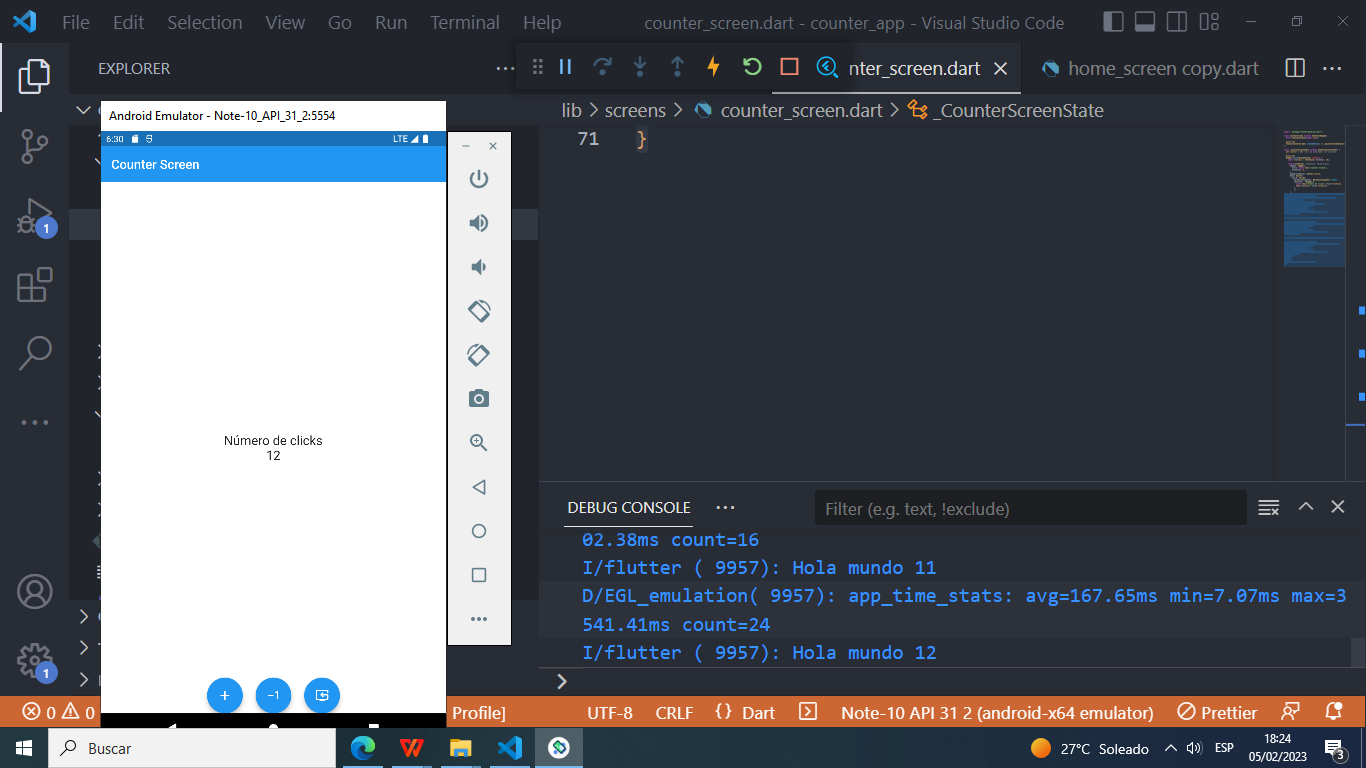 File Edit Selection View Go Run Terminal Help counter_screen.dart - counter_app - Visual Studio Code
EXPLORER
nter_screen.dart
home_screen copy.dart
lib > screens > counter_screen.dart > _CounterScreenState
71 }
Android Emulator - Note-10_API_31_2:5554
6:30 LTE
Counter Screen
Número de clicks
12
+ -1
1
1
DEBUG CONSOLE
Filter (e.g. text, !exclude)
02.38ms count=16
I/flutter ( 9957): Hola mundo 11
D/EGL_emulation( 9957): app_time_stats: avg=167.65ms min=7.07ms max=3
541.41ms count=24
I/flutter ( 9957): Hola mundo 12
0 0 Profile] UTF-8 CRLF {} Dart Note-10 API 31 2 (android-x64 emulator) Prettier
Buscar
27°C Soleado ESP
18:24
05/02/2023
3